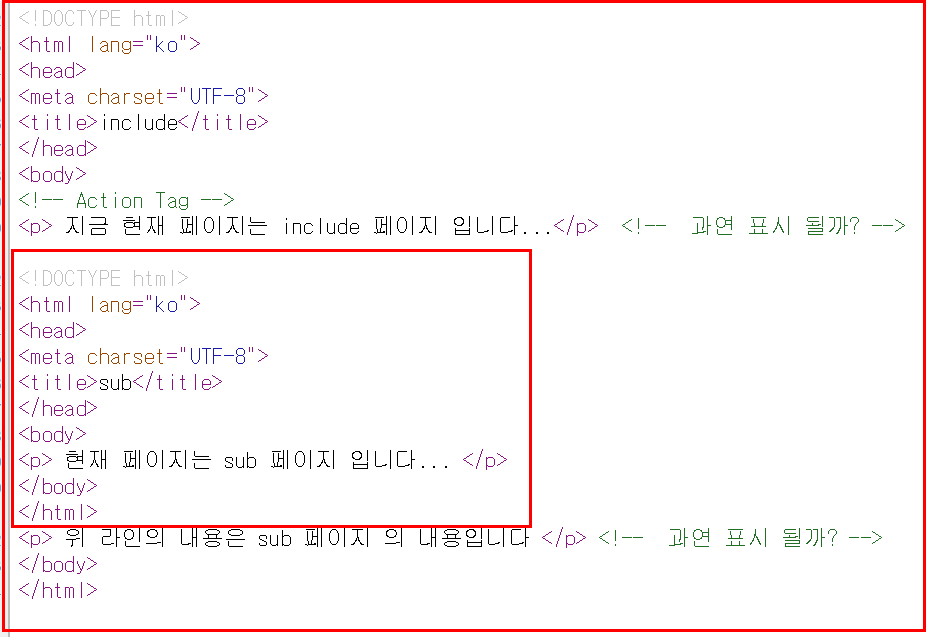 <!DOCTYPE html>
<html lang="ko">
<head>
<meta charset="UTF-8">
<title>include</title>
</head>
<body>
<!-- Action Tag -->
<p> 지금 현재 페이지는 include 페이지 입니다...</p>  <!--  과연 표시 될까? -->
<!DOCTYPE html>
<html lang="ko">
<head>
<meta charset="UTF-8">
<title>sub</title>
</head>
<body>
<p> 현재 페이지는 sub 페이지 입니다... </p>
</body>
</html>
<p> 위 라인의 내용은 sub 페이지 의 내용입니다 </p> <!--  과연 표시 될까? -->
</body>
</html>